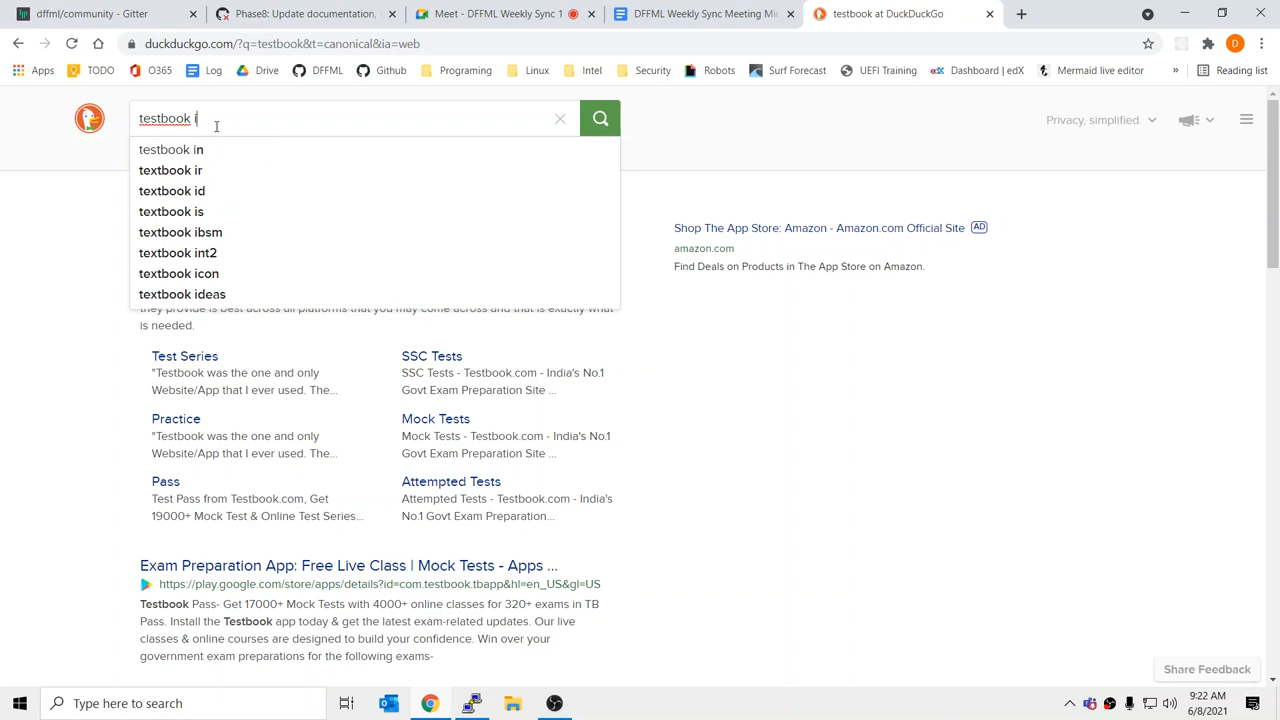 dffml/community - Gitter
Phase8: Update documentation,
Meet - DFFML Weekly Sync 1
DFFML Weekly Sync Meeting Mi
testbook at DuckDuckGo
duckduckgo.com/?q=testbook&t=canonical&ia=web
D
Apps
TODO
O365
Log
Drive
DFFML
Github
Programing
Linux
Intel
Security
Robots
Surf Forecast
UEFI Training
edX
Dashboard | edX
Mermaid live editor
»
Reading list
testbook i
Privacy, simplified.
testbook in
textbook ir
textbook id
textbook is
textbook ibsm
textbook int2
textbook icon
textbook ideas
they provide is best across all platforms that you may come across and that is exactly what
is needed.
Shop The App Store: Amazon - Amazon.com Official Site AD
amazon.com
Find Deals on Products in The App Store on Amazon.
Test Series
"Testbook was the one and only
Website/App that I ever used. The...
SSC Tests
SSC Tests - Testbook.com - India's No.1
Govt Exam Preparation Site ...
Practice
"Testbook was the one and only
Website/App that I ever used. The...
Mock Tests
Mock Tests - Testbook.com - India's No.1
Govt Exam Preparation Site ...
Pass
Test Pass from Testbook.com, Get
19000+ Mock Test & Online Test Series...
Attempted Tests
Attempted Tests - Testbook.com - India's
No.1 Govt Exam Preparation...
Exam Preparation App: Free Live Class | Mock Tests - Apps ...
https://play.google.com/store/apps/details?id=com.testbook.tbapp&hl=en_US&gl=US
Testbook Pass- Get 17000+ Mock Tests with 4000+ online classes for 320+ exams in TB
Pass. Install the Testbook app today & get the latest exam-related updates. Our live
classes & online courses are designed to build your confidence. Win over your
government exam preparations for the following exams-
Share Feedback
Type here to search
9:22 AM
6/8/2021